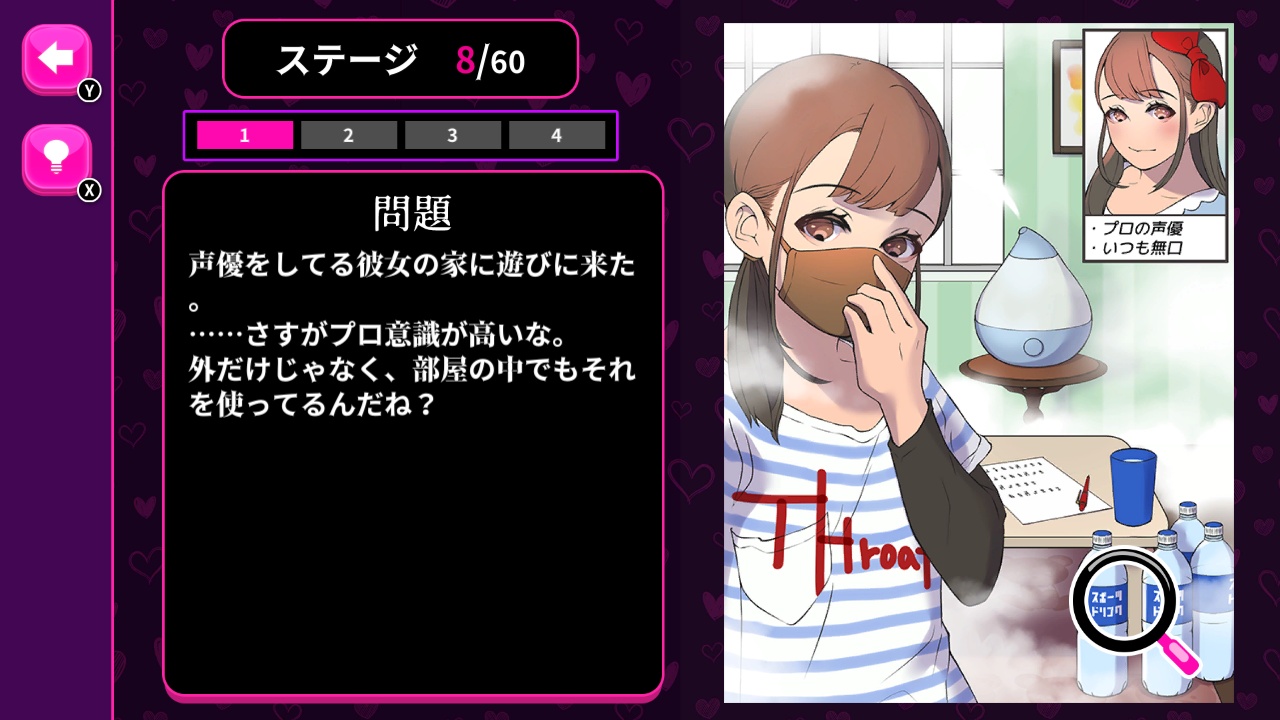 Y
X
ステージ 8/60
1 2 3 4
問題
声優をしてる彼女の家に遊びに来た
。
……さすがプロ意識が高いな。
外だけじゃなく、部屋の中でもそれ
を使ってるんだね？
・プロの声優
・いつも無口
THroaT
スポーツ
ドリンク